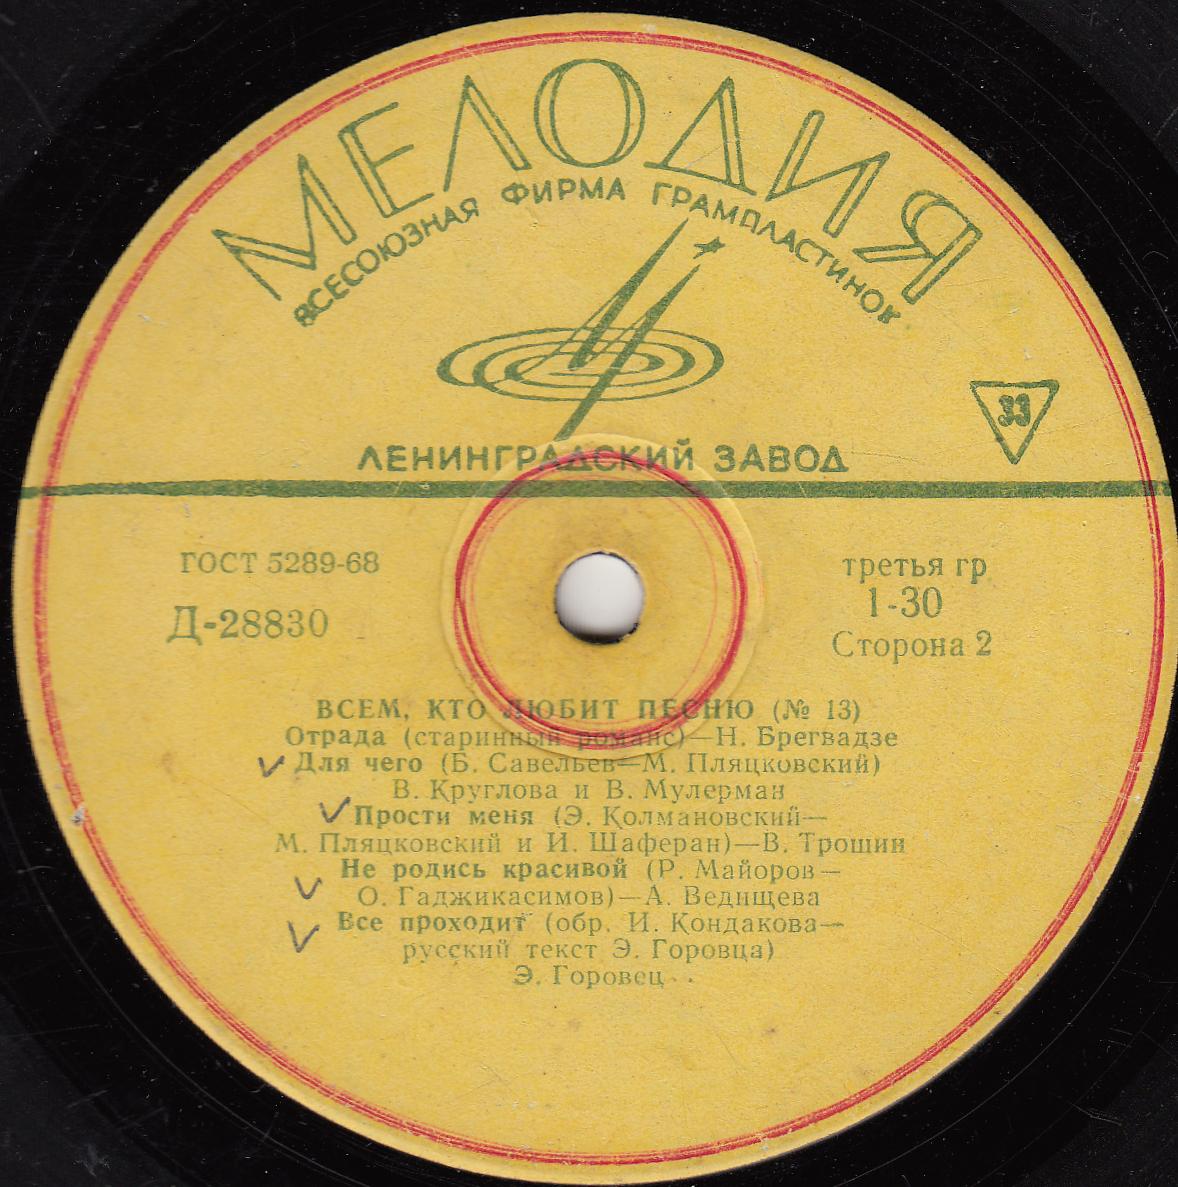 МЕЛОДИЯ
ВСЕСОЮЗНАЯ ФИРМА ГРАМПЛАСТИНОК
33
ЛЕНИНГРАДСКИЙ ЗАВОД
ГОСТ 5289-68
третья гр
Д-28830
1-30
Сторона 2
ВСЕМ, КТО ЛЮБИТ ПЕСНЮ (№ 13)
Отрада (старинный романс)—Н. Брегвадзе
Для чего (Б. Савельев—М. Пляцковский)
В. Круглова и В. Мулерман
Прости меня (Э. Колмановский—
М. Пляцковский и И. Шаферан)—В. Трошин
Не родись красивой (Р. Майоров—
О. Гаджикасимов)—А. Ведищева
Все проходит (обр. И. Кондакова—
русский текст Э. Горовца)
Э. Горовец